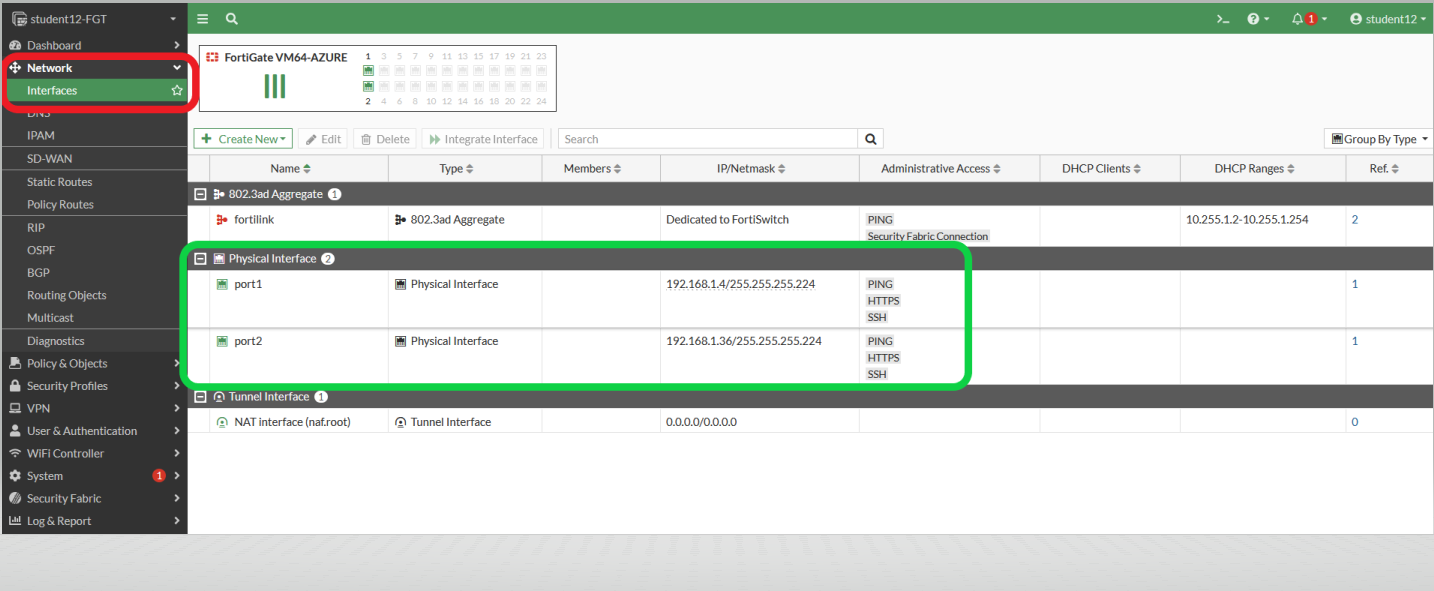 student12-FGT
1
student12
Dashboard
Network
Interfaces
DNS
IPAM
SD-WAN
Static Routes
Policy Routes
RIP
OSPF
BGP
Routing Objects
Multicast
Diagnostics
Policy & Objects
Security Profiles
VPN
User & Authentication
WiFi Controller
System 1
Security Fabric
Log & Report
FortiGate VM64-AZURE
1 3 5 7 9 11 13 15 17 19 21 23
2 4 6 8 10 12 14 16 18 20 22 24
Create New Edit Delete Integrate Interface Search Group By Type
Name Type Members IP/Netmask Administrative Access DHCP Clients DHCP Ranges Ref.
802.3ad Aggregate 1
fortilink 802.3ad Aggregate Dedicated to FortiSwitch PING 10.255.1.2-10.255.1.254 2
Security Fabric Connection
Physical Interface 2
port1 Physical Interface 192.168.1.4/255.255.255.224 PING 1
HTTPS
SSH
port2 Physical Interface 192.168.1.36/255.255.255.224 PING 1
HTTPS
SSH
Tunnel Interface 1
NAT interface (naf.root) Tunnel Interface 0.0.0.0/0.0.0.0 0